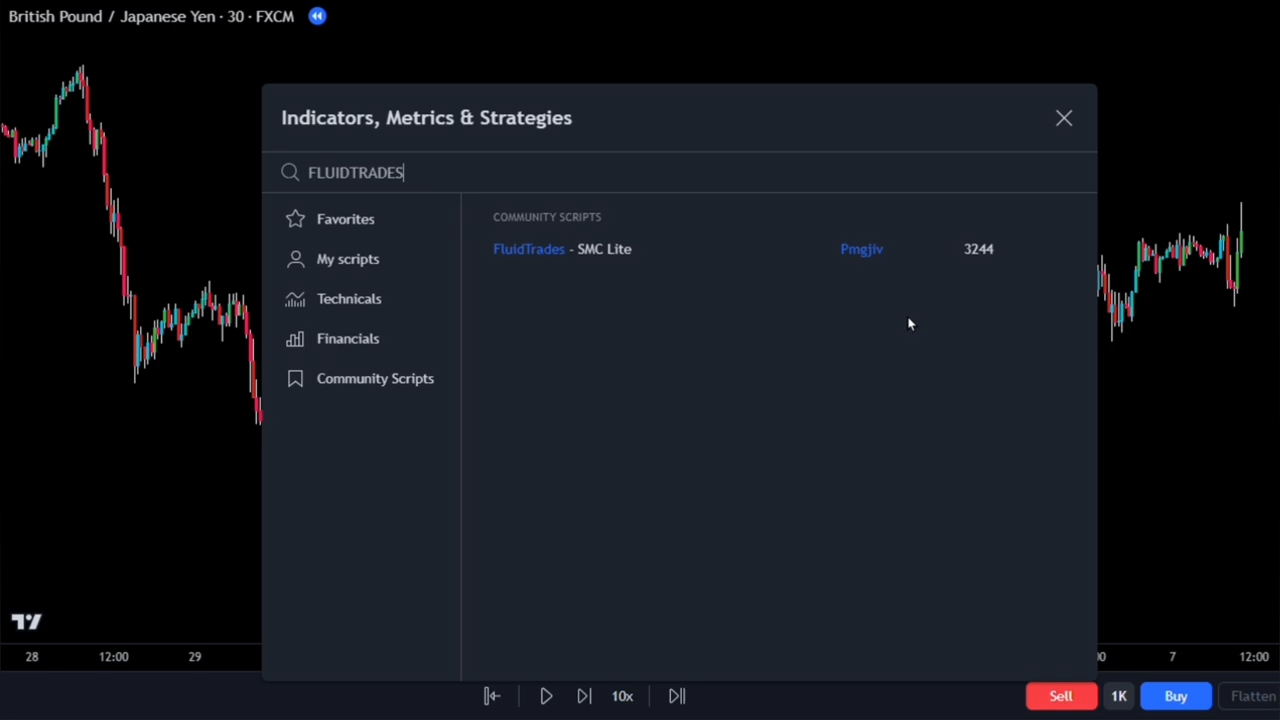 British Pound / Japanese Yen · 30 · FXCM
Indicators, Metrics & Strategies
FLUIDTRADES
Favorites
My scripts
Technicals
Financials
Community Scripts
COMMUNITY SCRIPTS
FluidTrades - SMC Lite Pmgjiv 3244
28 12:00 29 00 7 12:00
10x
Sell 1K Buy Flatten